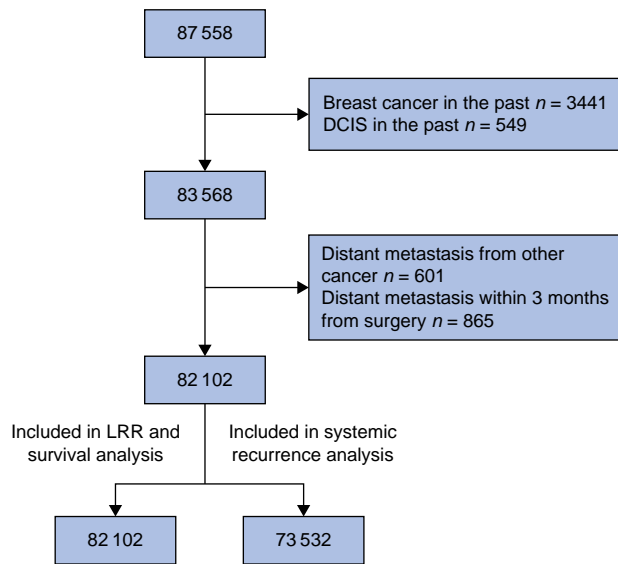 87 558
Breast cancer in the past n = 3441
DCIS in the past n = 549
83 568
Distant metastasis from other
cancer n = 601
Distant metastasis within 3 months
from surgery n = 865
82 102
Included in LRR and
survival analysis
Included in systemic
recurrence analysis
82 102
73 532